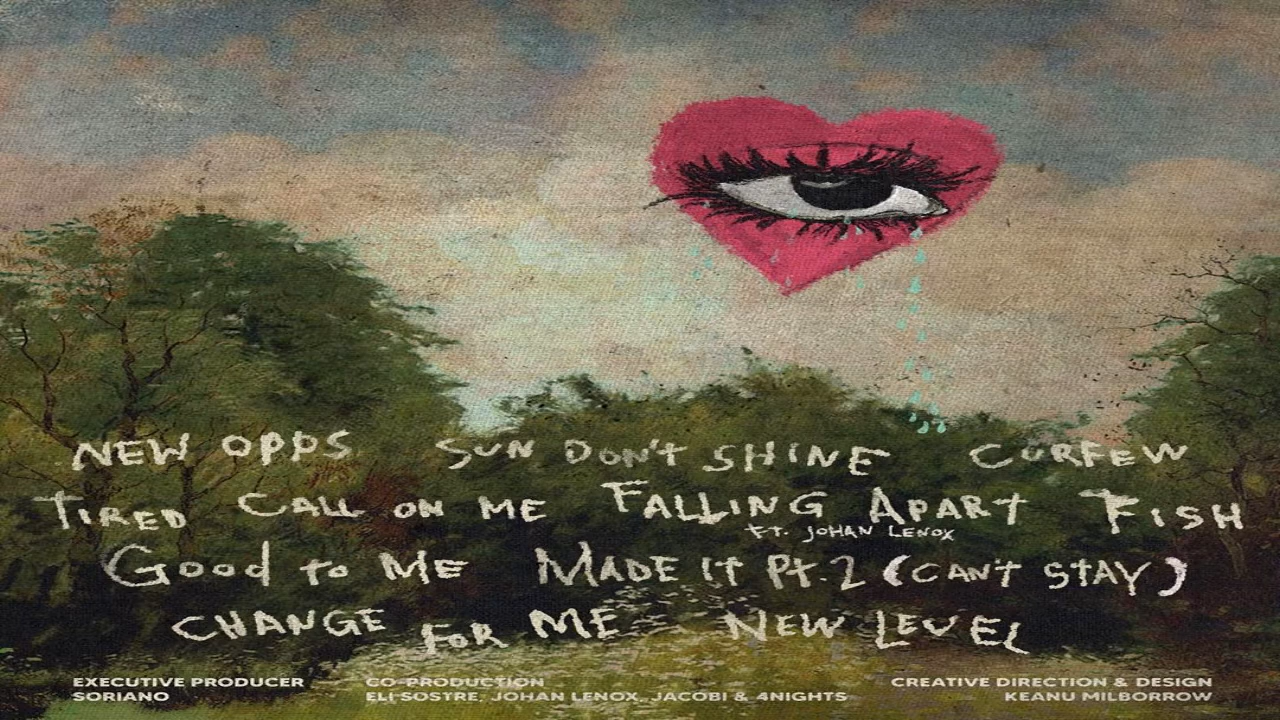 NEW OPPS SUN DON'T SHINE CURFEW
TIRED CALL ON ME FALLING APART FISH
FT. JOHAN LENOX
GOOD TO ME MADE IT PT.2 (CAN'T STAY)
CHANGE FOR ME NEW LEVEL
EXECUTIVE PRODUCER CO-PRODUCTION CREATIVE DIRECTION & DESIGN
SORIANO ELI SOSTRE, JOHAN LENOX, JACOBI & 4NIGHTS KEANU MILBORROW